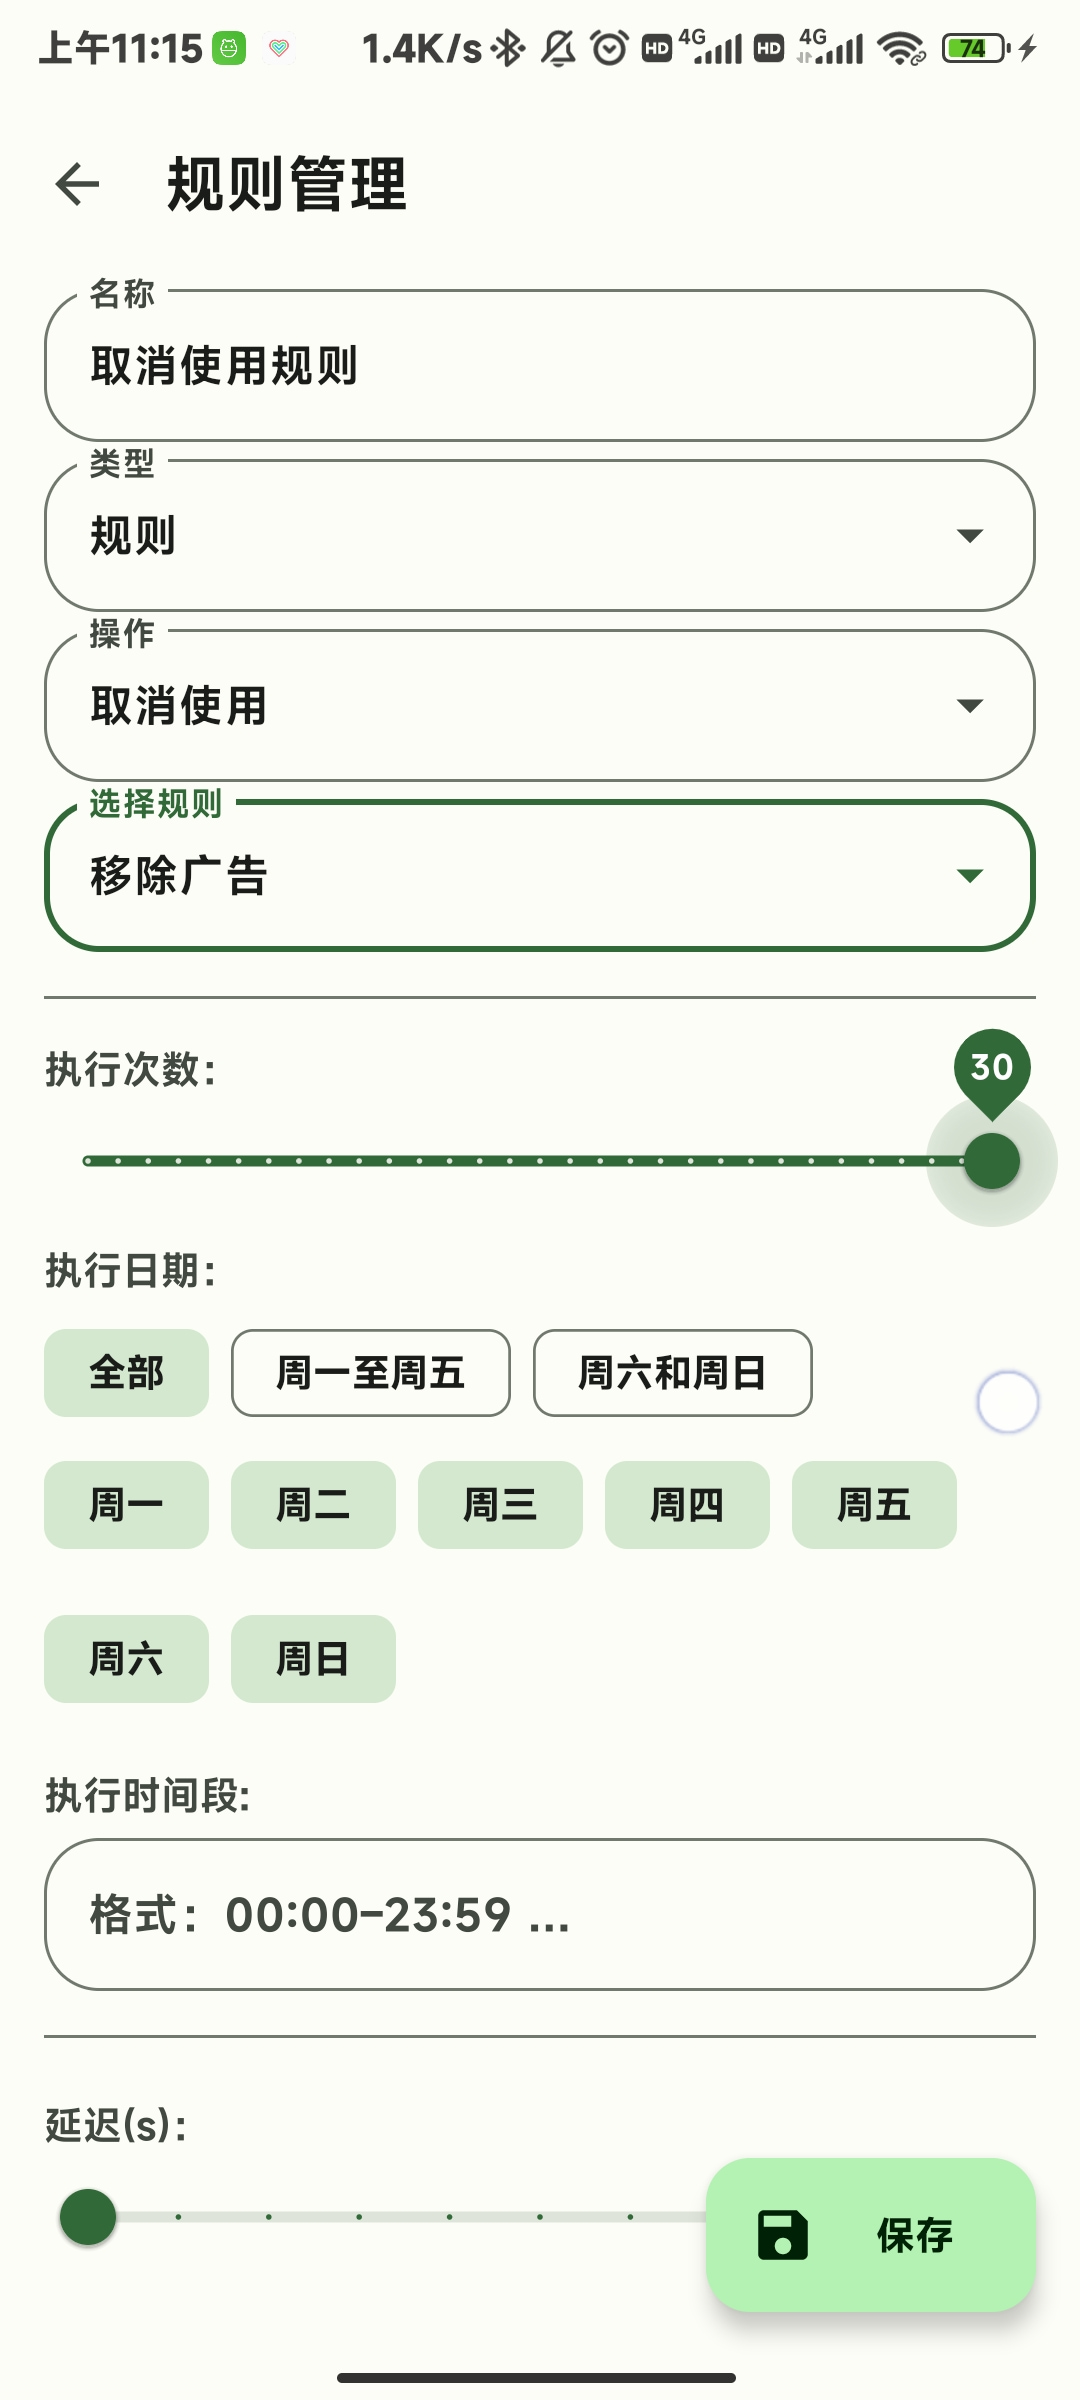 上午11:15 1.4K/s HD 4G HD 4G 74
规则管理
名称
取消使用规则
类型
规则
操作
取消使用
选择规则
移除广告
执行次数：
30
执行日期：
全部 周一至周五 周六和周日
周一 周二 周三 周四 周五
周六 周日
执行时间段:
格式：00:00-23:59 ...
延迟(s)：
保存